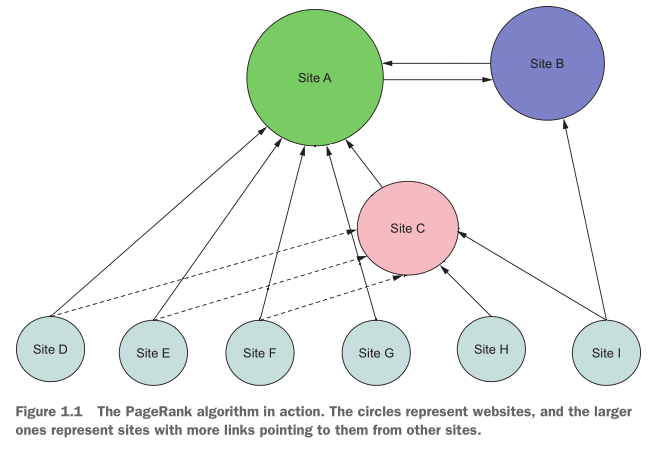 Site A
Site B
Site C
Site D
Site E
Site F
Site G
Site H
Site I
Figure 1.1 The PageRank algorithm in action. The circles represent websites, and the larger
ones represent sites with more links pointing to them from other sites.